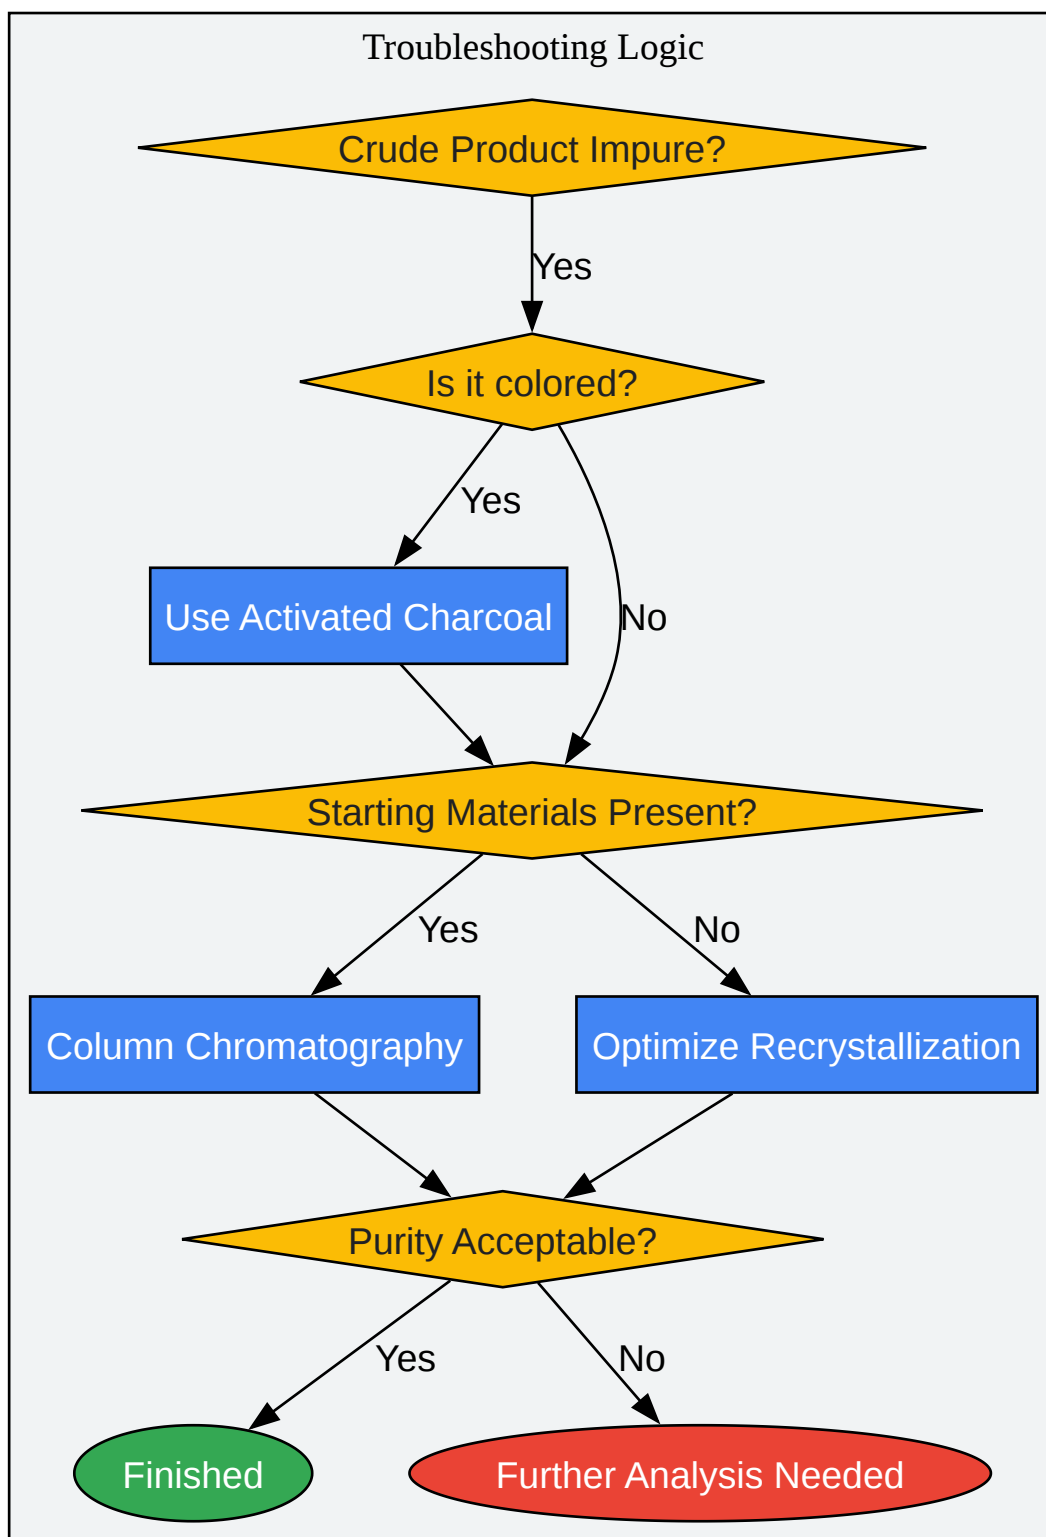 Troubleshooting Logic
Crude Product Impure?
Yes
Is it colored?
Yes
Use Activated Charcoal
No
Starting Materials Present?
Yes
No
Column Chromatography
Optimize Recrystallization
Purity Acceptable?
Yes
No
Finished
Further Analysis Needed